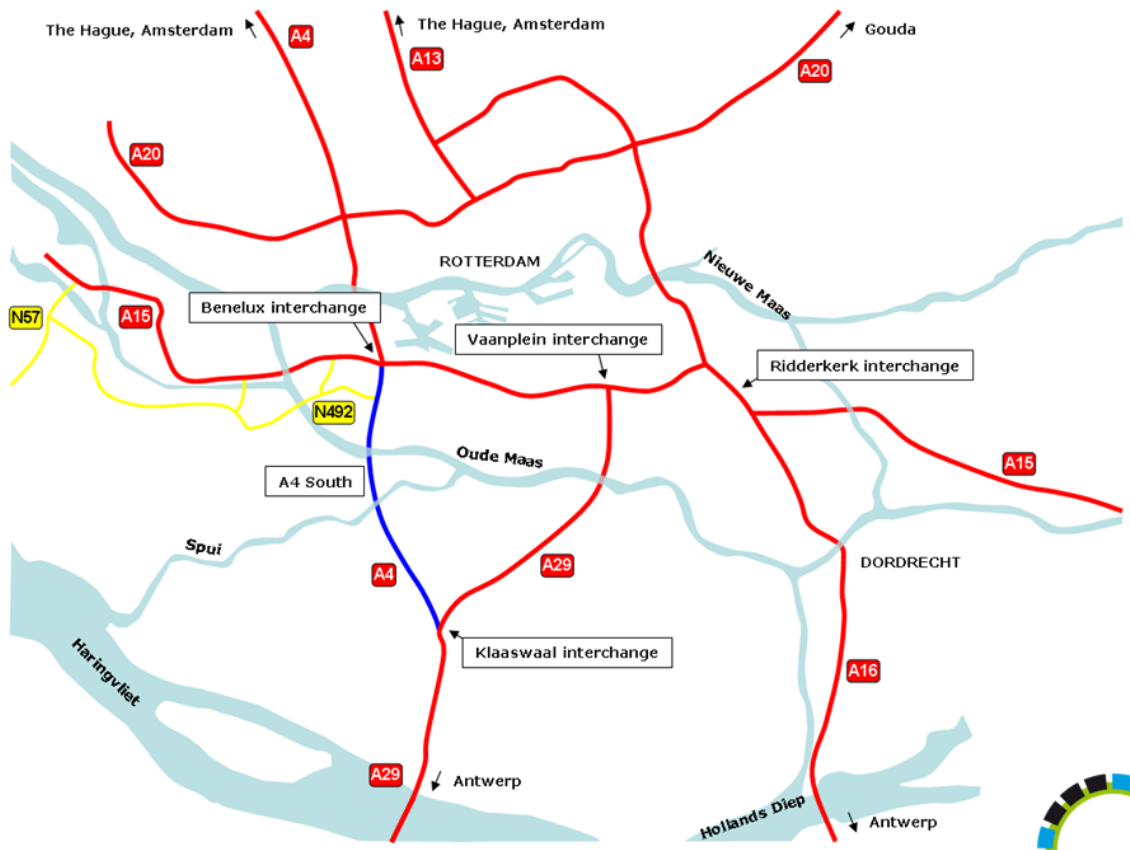 The Hague, Amsterdam
A4
The Hague, Amsterdam
A13
Gouda
A20
A20
Nieuwe Maas
ROTTERDAM
Benelux interchange
N57
A15
Vaanplein interchange
Ridderkerk interchange
N492
Oude Maas
A15
A4 South
Spui
A4
A29
DORDRECHT
Klaaswaal interchange
Haringvliet
A16
A29
Antwerp
Hollands Diep
Antwerp